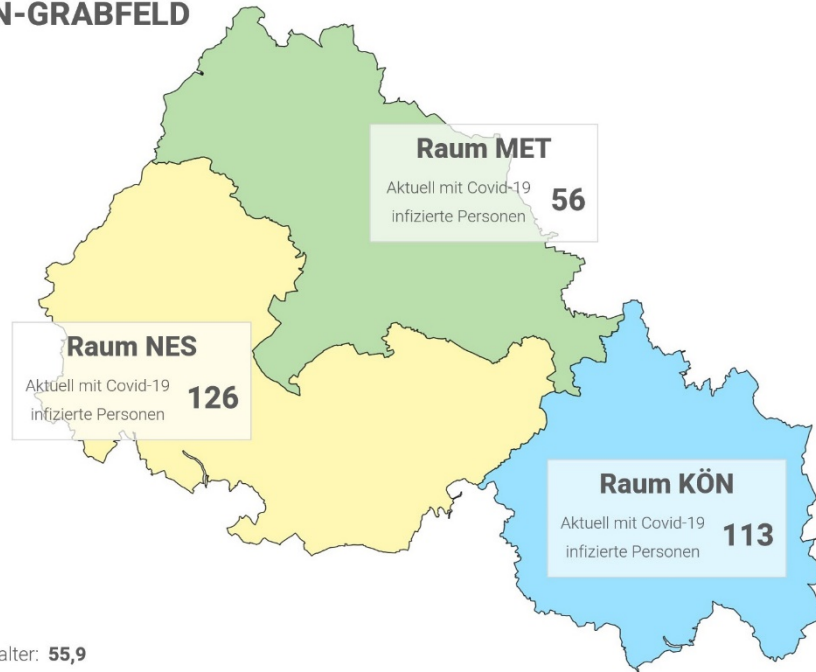 N-GRABFELD
Raum MET
Aktuell mit Covid-19
infizierte Personen
56
Raum NES
Aktuell mit Covid-19
infizierte Personen
126
Raum KÖN
Aktuell mit Covid-19
infizierte Personen
113
alter: 55,9